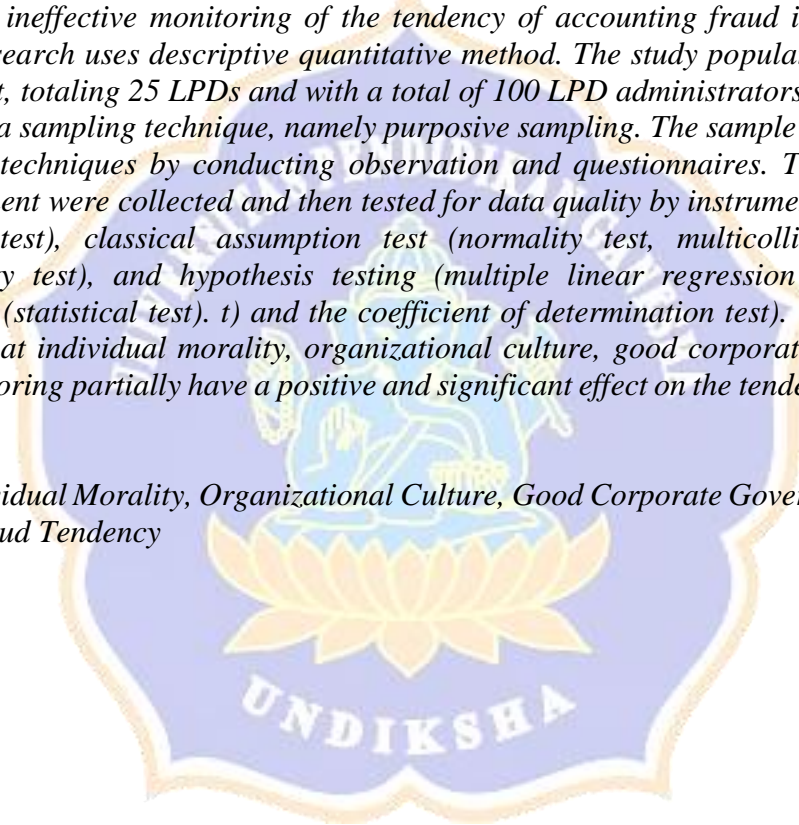 ineffective monitoring of the tendency of accounting fraud i
search uses descriptive quantitative method. The study popula
t, totaling 25 LPDs and with a total of 100 LPD administrators
a sampling technique, namely purposive sampling. The sample
techniques by conducting observation and questionnaires. T
ent were collected and then tested for data quality by instrume
test), classical assumption test (normality test, multicolli
y test), and hypothesis testing (multiple linear regression
(statistical test). t) and the coefficient of determination test).
at individual morality, organizational culture, good corporat
oring partially have a positive and significant effect on the tende
vidual Morality, Organizational Culture, Good Corporate Gover
ud Tendency
UNIVERSITAS PENDIDIKAN GANESHA
UNDIKSHA